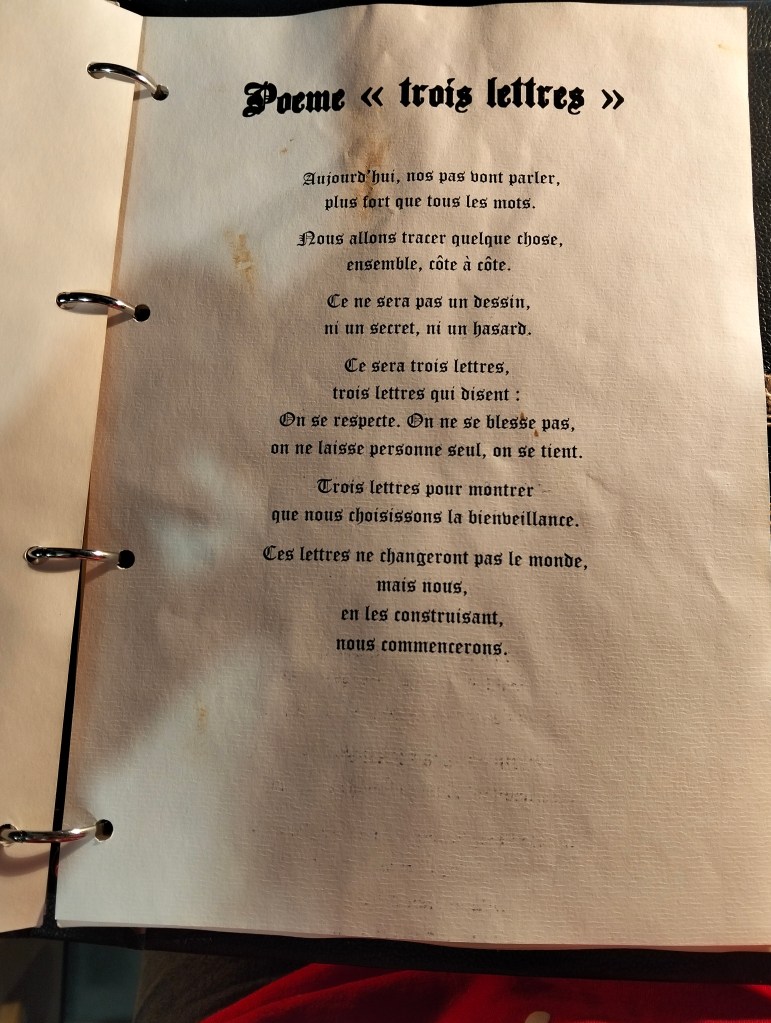 Poeme « trois lettres »
Aujourd'hui, nos pas vont parler,
plus fort que tous les mots.
Nous allons tracer quelque chose,
ensemble, côte à côte.
Ce ne sera pas un dessin,
ni un secret, ni un hasard.
Ce sera trois lettres,
trois lettres qui disent :
On se respecte. On ne se blesse pas,
on ne laisse personne seul, on se tient.
Trois lettres pour montrer
que nous choisissons la bienveillance.
Ces lettres ne changeront pas le monde,
mais nous,
en les construisant,
nous commencerons.